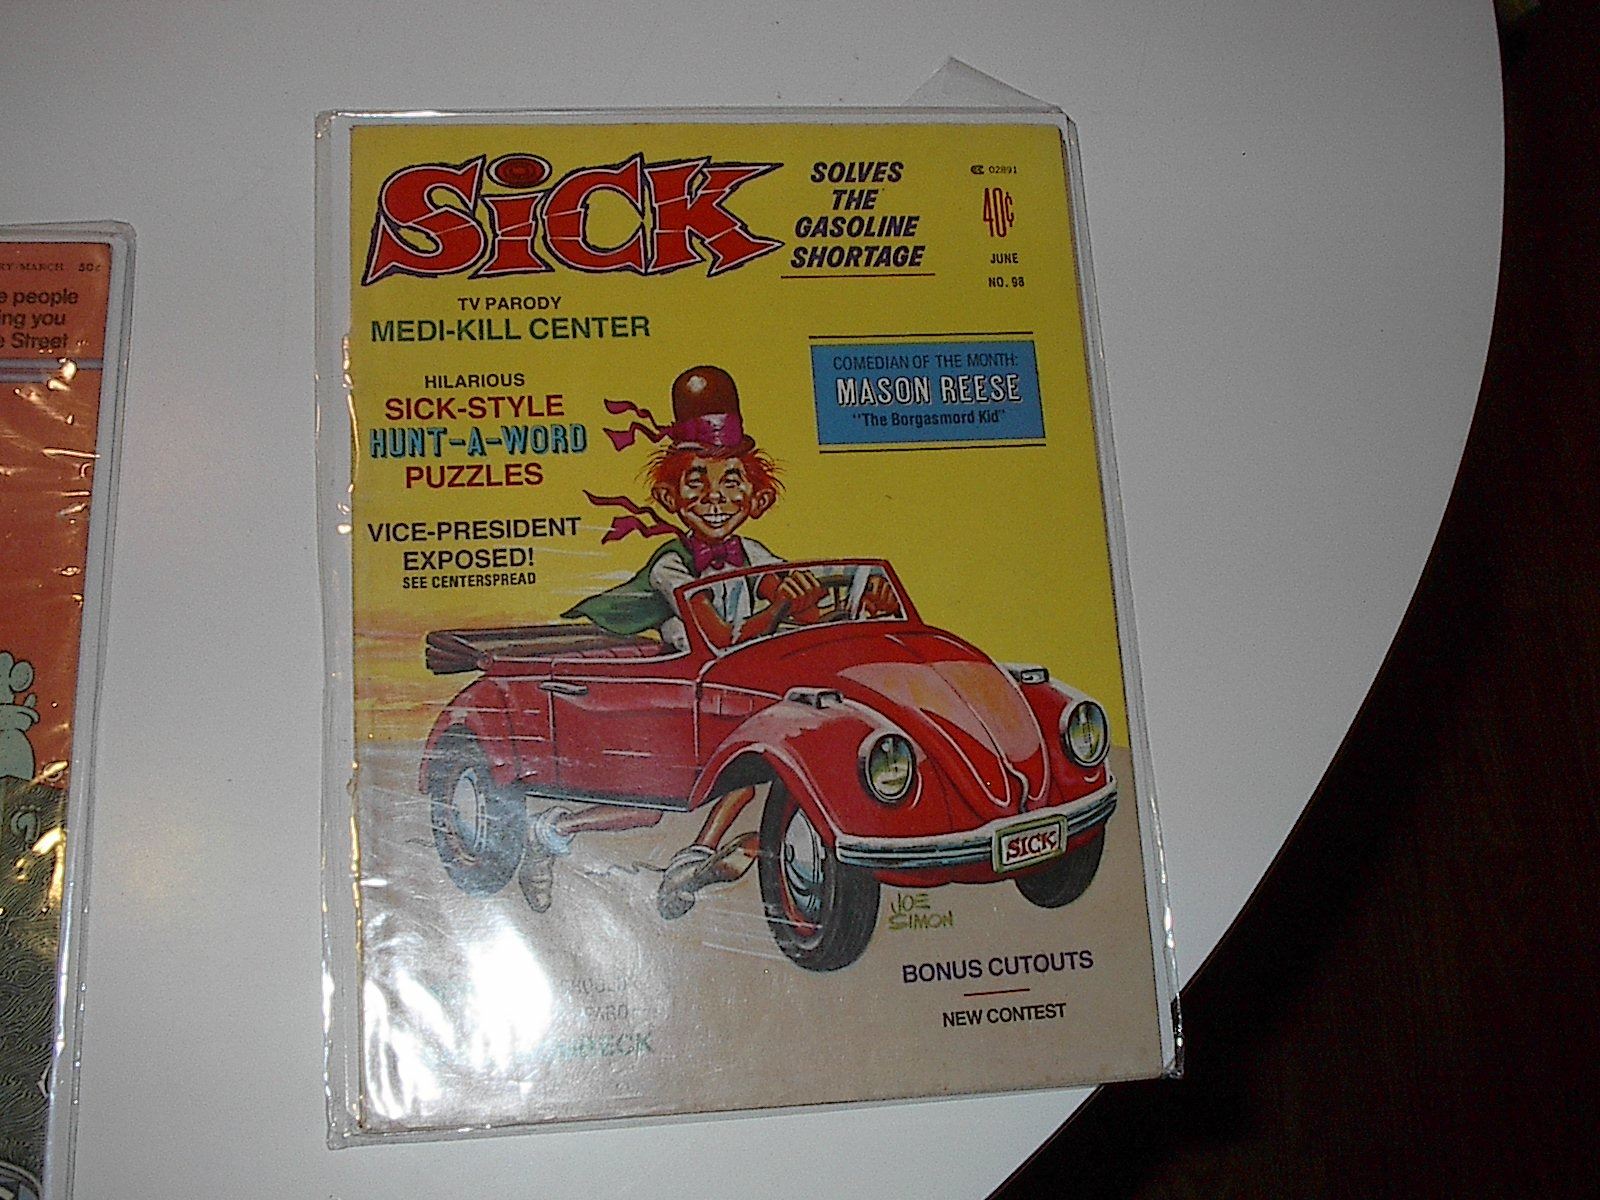 SiCK
SOLVES
THE
GASOLINE
SHORTAGE
02891
40¢
JUNE
NO. 98
TV PARODY
MEDI-KILL CENTER
HILARIOUS
SICK-STYLE
HUNT-A-WORD
PUZZLES
VICE-PRESIDENT
EXPOSED!
SEE CENTERSPREAD
COMEDIAN OF THE MONTH:
MASON REESE
"The Borgasmord Kid"
SICK
JOE
SIMON
BONUS CUTOUTS
NEW CONTEST
MARCH 50¢
people
you
Street